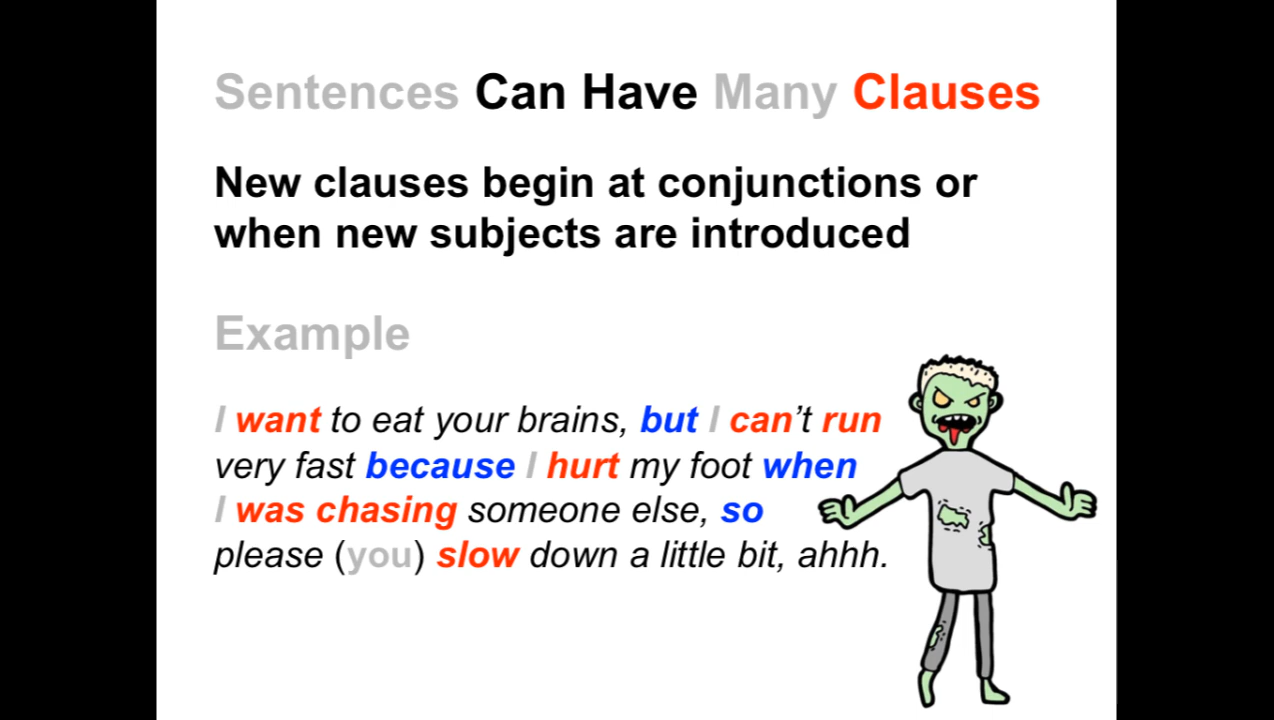 Sentences Can Have Many Clauses
New clauses begin at conjunctions or
when new subjects are introduced
Example
I want to eat your brains, but I can’t run
very fast because I hurt my foot when
I was chasing someone else, so
please (you) slow down a little bit, ahhh.